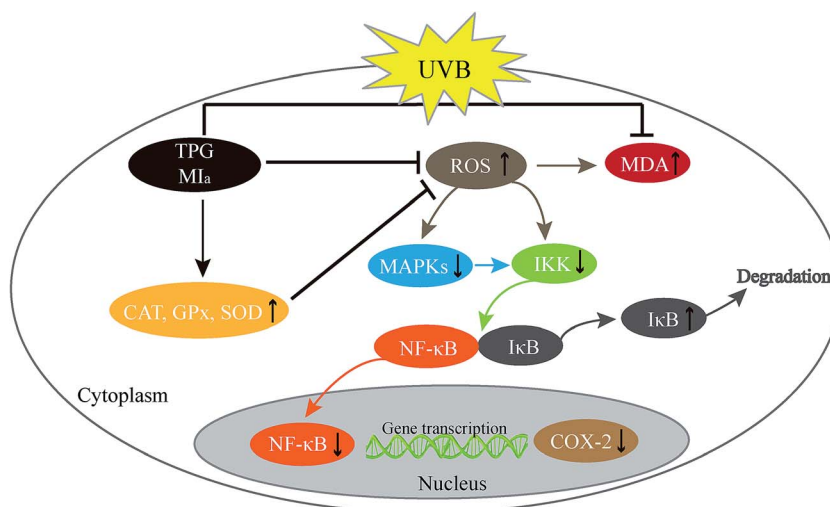 UVB
TPG
MIa
ROS ↑
MDA ↑
MAPKs ↓
IKK ↓
Degradation
CAT, GPx, SOD ↑
IκB ↑
NF-κB
IκB
Cytoplasm
Gene transcription
NF-κB ↓
COX-2 ↓
Nucleus